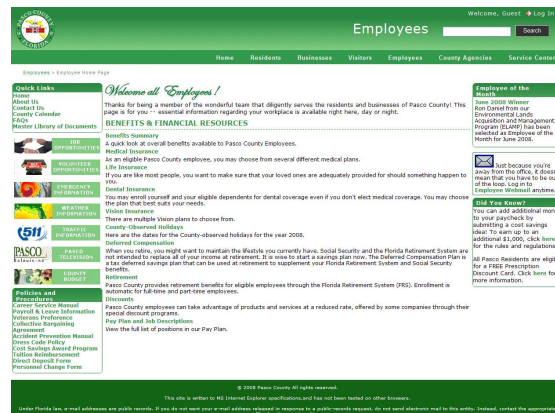 Welcome, Guest Log In
Employees
Search
Home Residents Businesses Visitors Employees County Agencies Service Center
Employees > Employee Home Page
Quick Links
Home
About Us
Contact Us
County Calendar
FAQs
Master Library of Documents
JOB
OPPORTUNITIES
VOLUNTEER
OPPORTUNITIES
EMERGENCY
INFORMATION
WEATHER
INFORMATION
511
TRAFFIC
INFORMATION
PASCO
PASCO
TELEVISION
COUNTY
BUDGET
Policies and
Procedures
Career Service Manual
Payroll & Leave Information
Veterans Preference
Collective Bargaining
Agreement
Accident Prevention Manual
Dress Code Policy
Cost Savings Award Program
Tuition Reimbursement
Direct Deposit Form
Personnel Change Form
Welcome all Employees!
Thanks for being a member of the wonderful team that diligently serves the residents and businesses of Pasco County! This
page is for you -- essential information regarding your workplace is available right here, day or night.
BENEFITS & FINANCIAL RESOURCES
Benefits Summary
A quick look at overall benefits available to Pasco County Employees.
Medical Insurance
As an eligible Pasco County employee, you may choose from several different medical plans.
Life Insurance
If you are like most people, you want to make sure that your loved ones are adequately provided for should something happen to
you.
Dental Insurance
You may enroll yourself and your eligible dependents for dental coverage even if you don't elect medical coverage. You may choose
the plan that best suits your needs.
Vision Insurance
There are multiple Vision plans to choose from.
County-Observed Holidays
Here are the dates for the County-observed holidays for the year 2008.
Deferred Compensation
When you retire, you might want to maintain the lifestyle you currently have. Social Security and the Florida Retirement System are
not intended to replace all of your income at retirement. It is wise to start a savings plan now. The Deferred Compensation Plan is
a tax deferred savings plan that can be used at retirement to supplement your Florida Retirement System and Social Security
benefits.
Retirement
Pasco County provides retirement benefits for eligible employees through the Florida Retirement System (FRS). Enrollment is
automatic for full-time and part-time employees.
Discounts
Pasco County employees can take advantage of products and services at a reduced rate, offered by some companies through their
special discount programs.
Pay Plan and Job Descriptions
View the full list of positions in our Pay Plan.
Employee of the
Month
June 2008 Winner
Ron Daniel from our
Environmental Lands
Acquisition and Management
Program (ELAMP) has been
selected as Employee of the
Month for June 2008.
Just because you're
away from the office, it doesn
mean that you have to be ou
of the loop. Log in to
Employee Webmail anytime.
Did You Know?
You can add additiolnal mon
to your paycheck by
submitting a cost savings
idea! To earn up to an
additional $1,000, click here
for the rules and regulations
All Pasco Residents are eligib
for a FREE Prescription
Discount Card. Click here for
more information.
© 2008 Pasco County All rights reserved.
This site is written to MS Internet Explorer specifications,and has not been tested on other browsers.
Under Florida law, e-mail addresses are public records. If you do not want your e-mail address released in response to a public-records request, do not send electronic mail to this entity. Instead, contact the appropriate